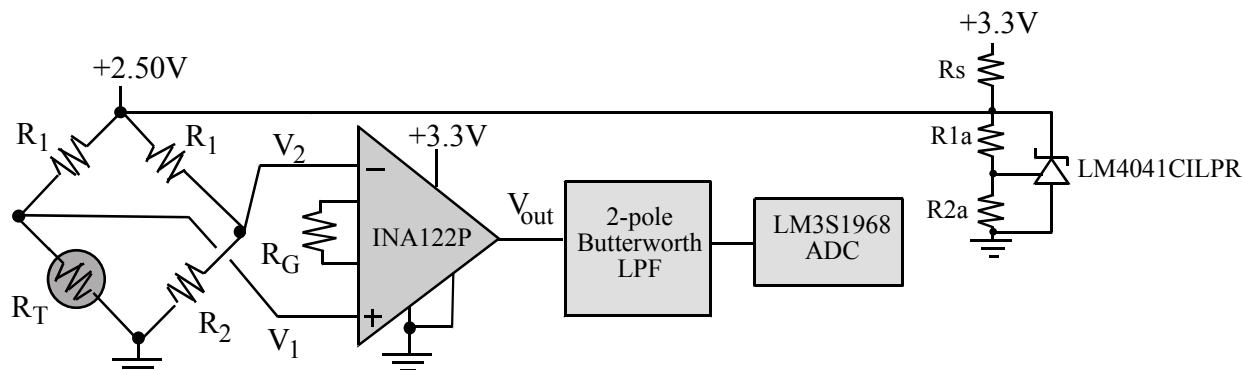 +3.3V
+2.50V
Rs
R1
R1
V2
+3.3V
R1a
LM4041CILPR
−
RG
INA122P
Vout
2-pole
Butterworth
LPF
LM3S1968
ADC
R2a
RT
R2
V1
+